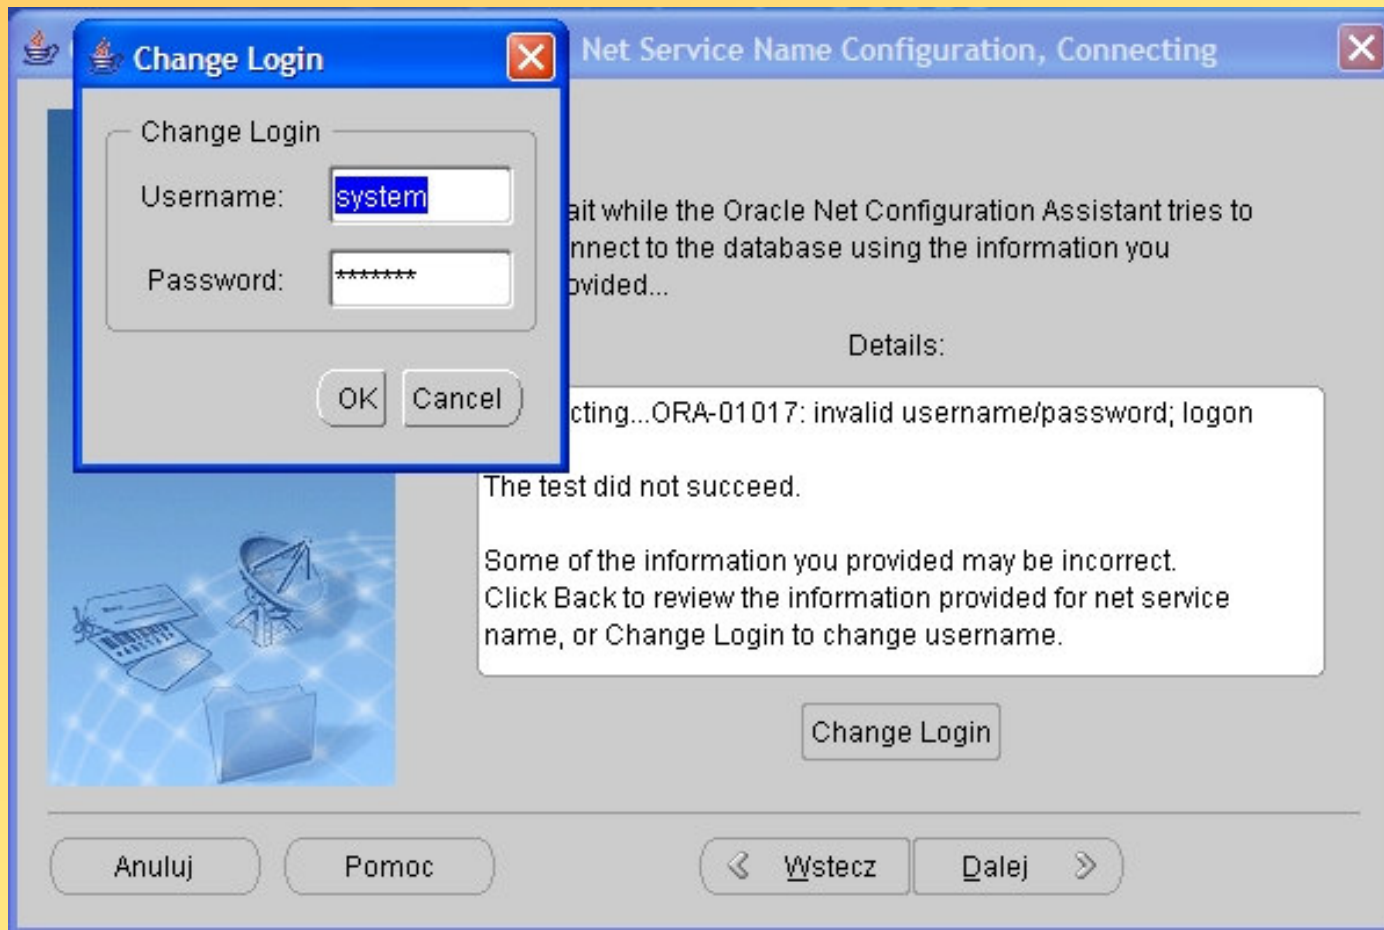 Change Login
Net Service Name Configuration, Connecting
Change Login
Username: system
Password: *******
OK Cancel
ait while the Oracle Net Configuration Assistant tries to
nnect to the database using the information you
ovided...
Details:
cting...ORA-01017: invalid username/password; logon
The test did not succeed.
Some of the information you provided may be incorrect.
Click Back to review the information provided for net service
name, or Change Login to change username.
Change Login
Anuluj Pomoc Wstecz Dalej